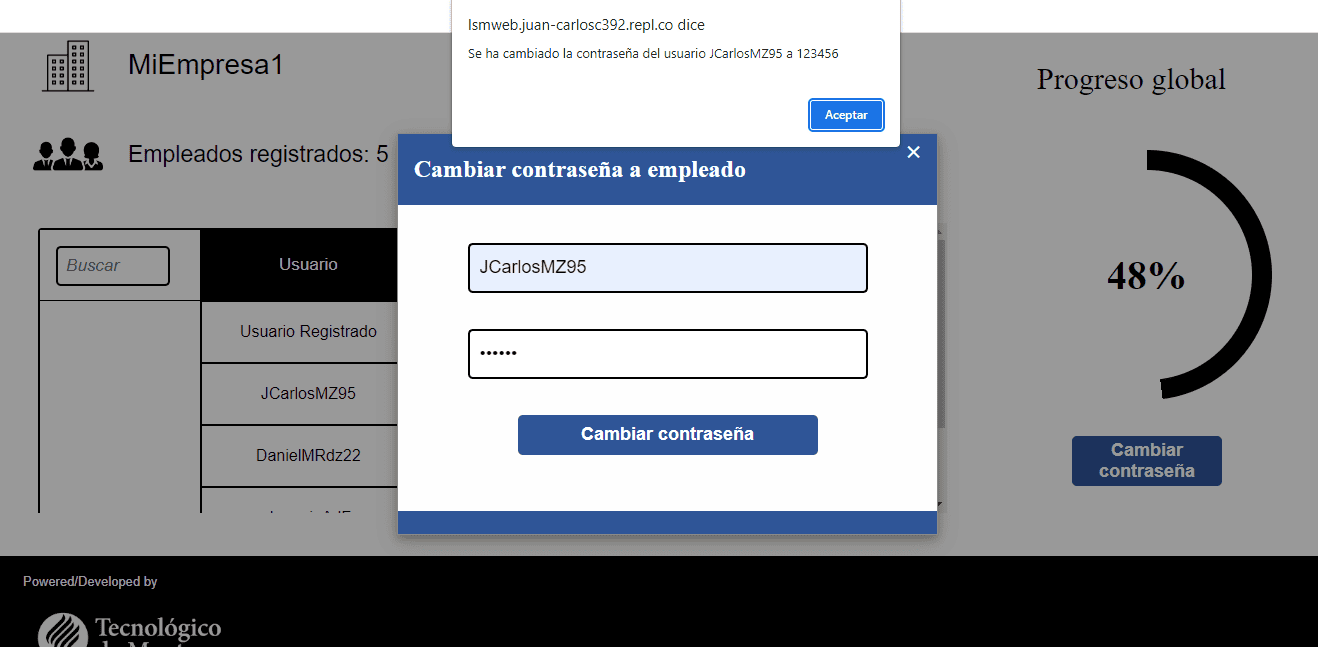 lsmweb.juan-carlosc392.repl.co dice
Se ha cambiado la contraseña del usuario JCarlosMZ95 a 123456
Aceptar
MiEmpresa1
Empleados registrados: 5
Progreso global
48%
Cambiar
contraseña
Cambiar contraseña a empleado
JCarlosMZ95
••••••
Cambiar contraseña
Buscar
Usuario
Usuario Registrado
JCarlosMZ95
DanielMRdz22
Powered/Developed by
Tecnológico